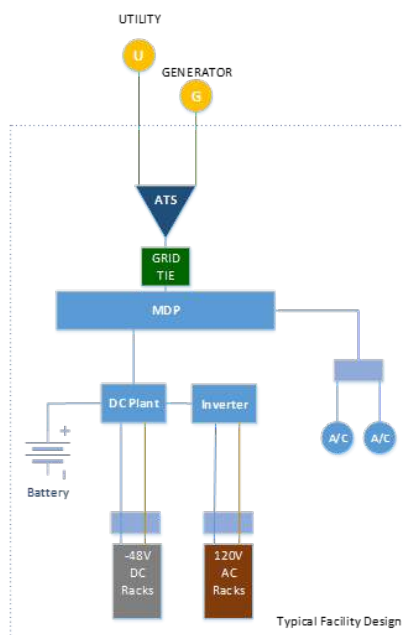 UTILITY
U
GENERATOR
G
ATS
GRID
TIE
MDP
DC Plant
Inverter
A/C
A/C
+
Battery
-48V
DC
Racks
120V
AC
Racks
Typical Facility Design